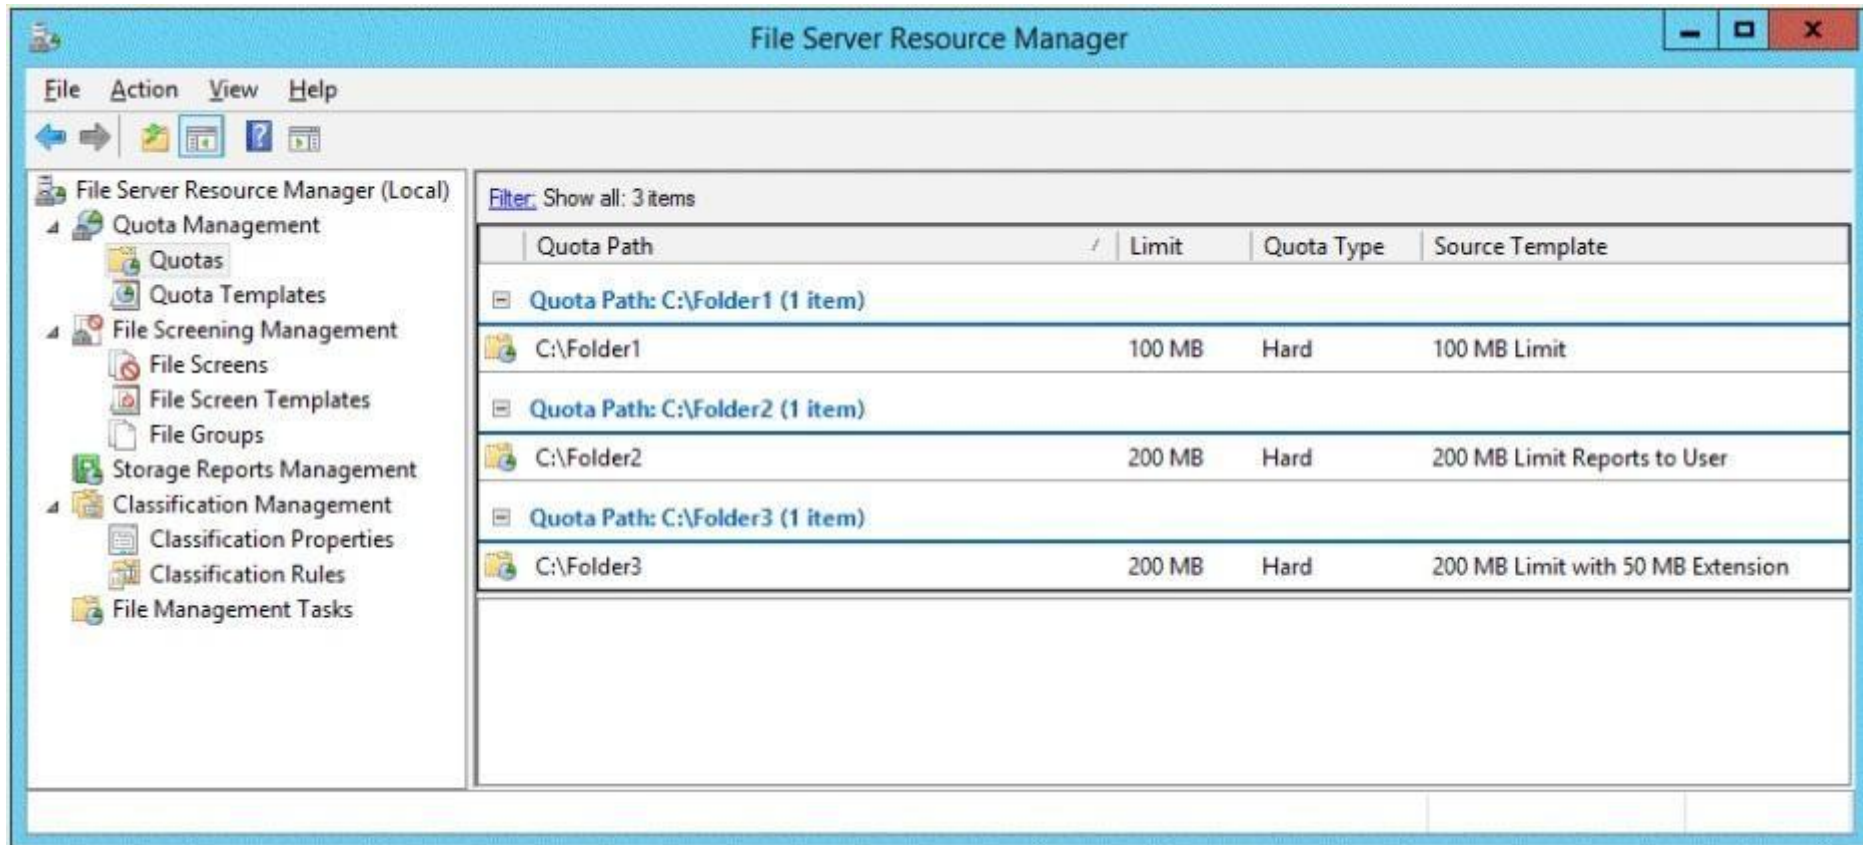 File Server Resource Manager
File Action View Help
File Server Resource Manager (Local)
Quota Management
Quotas
Quota Templates
File Screening Management
File Screens
File Screen Templates
File Groups
Storage Reports Management
Classification Management
Classification Properties
Classification Rules
File Management Tasks
Filter: Show all: 3 items
Quota Path / Limit Quota Type Source Template
Quota Path: C:\Folder1 (1 item)
C:\Folder1 100 MB Hard 100 MB Limit
Quota Path: C:\Folder2 (1 item)
C:\Folder2 200 MB Hard 200 MB Limit Reports to User
Quota Path: C:\Folder3 (1 item)
C:\Folder3 200 MB Hard 200 MB Limit with 50 MB Extension